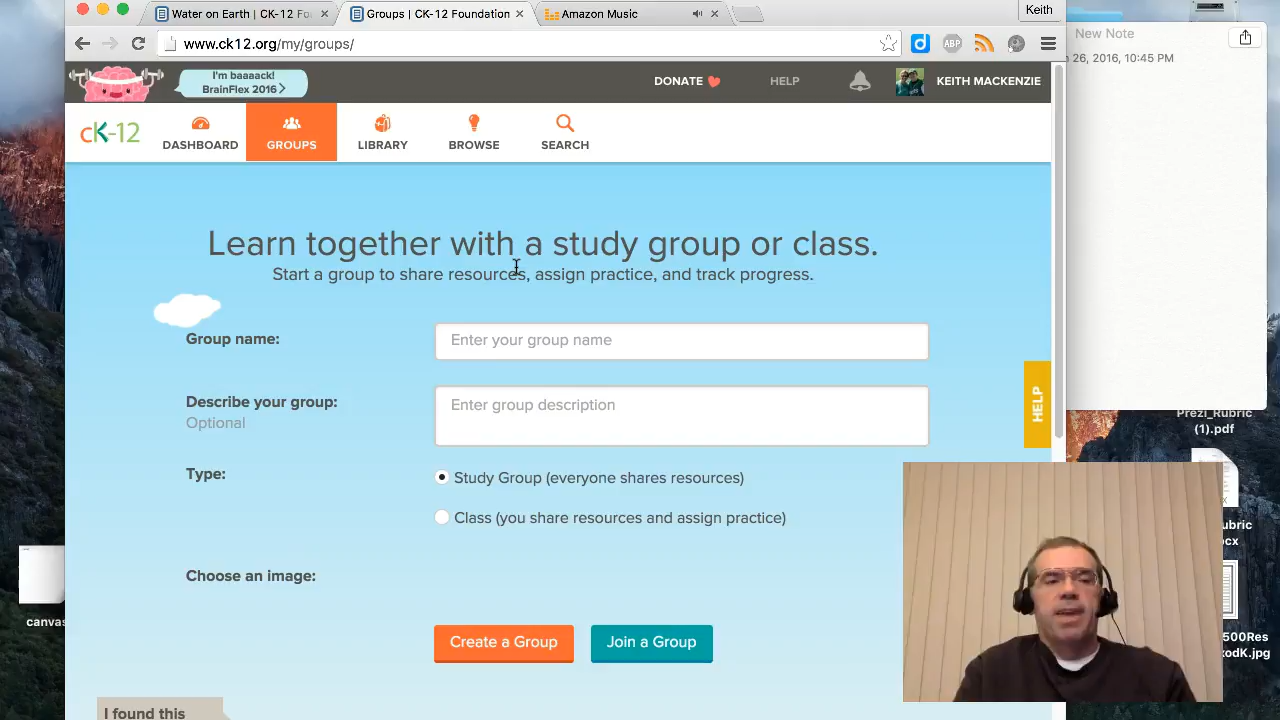 Water on Earth | CK-12 F
Groups | CK-12 Foundation
Amazon Music
Keith
New Note
www.ck12.org/my/groups/
26, 2016, 10:45 PM
I'm baaaack!
BrainFlex 2016
DONATE
HELP
KEITH MACKENZIE
cK-12
DASHBOARD
GROUPS
LIBRARY
BROWSE
SEARCH
Learn together with a study group or class.
Start a group to share resources, assign practice, and track progress.
Group name:
Enter your group name
Describe your group:
Optional
Enter group description
HELP
Prezi_Rubric
(1).pdf
Type:
Study Group (everyone shares resources)
Class (you share resources and assign practice)
Choose an image:
canvas
Create a Group
Join a Group
I found this